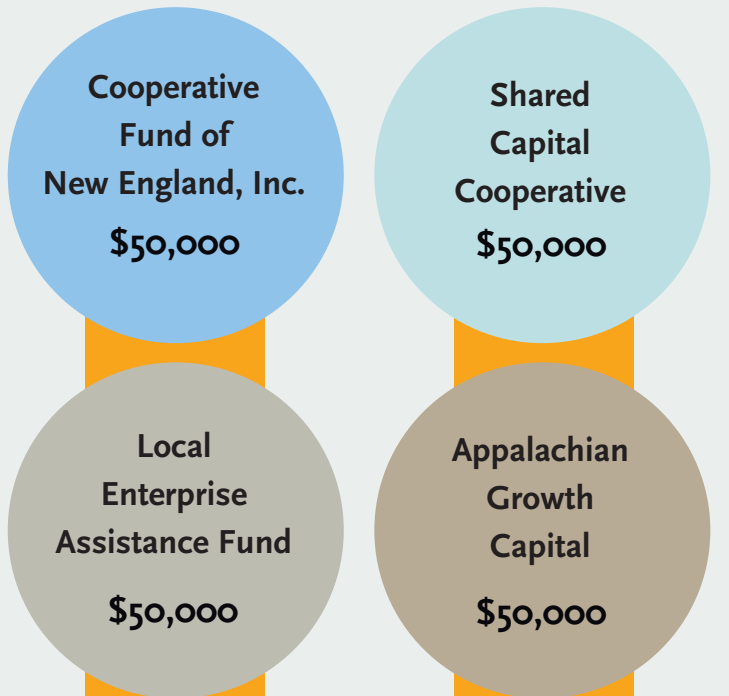 Cooperative
Fund of
New England, Inc.
$50,000
Shared
Capital
Cooperative
$50,000
Local
Enterprise
Assistance Fund
$50,000
Appalachian
Growth
Capital
$50,000